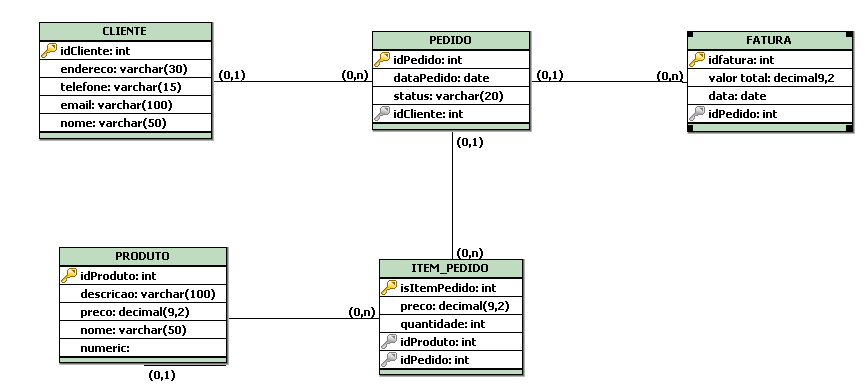 CLIENTE
idCliente: int
endereco: varchar(30)
telefone: varchar(15)
email: varchar(100)
nome: varchar(50)
(0,1)
(0,n)
PEDIDO
idPedido: int
dataPedido: date
status: varchar(20)
idCliente: int
(0,1)
(0,n)
FATURA
idfatura: int
valor total: decimal9,2
data: date
idPedido: int
(0,1)
(0,n)
PRODUTO
idProduto: int
descricao: varchar(100)
preco: decimal(9,2)
nome: varchar(50)
numeric:
(0,1)
(0,n)
ITEM_PEDIDO
isItemPedido: int
preco: decimal(9,2)
quantidade: int
idProduto: int
idPedido: int